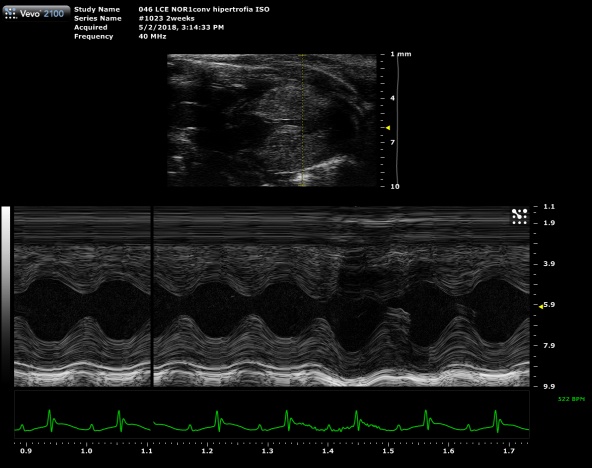 Vevo 2100
Study Name 046 LCE NOR1conv hipertrofia ISO
Series Name #1023 2weeks
Acquired 5/2/2018, 3:14:33 PM
Frequency 40 MHz
1 mm
4
7
10
1.1
1.9
3.9
5.9
7.9
9.9
522 BPM
0.9 1.0 1.1 1.2 1.3 1.4 1.5 1.6 1.7